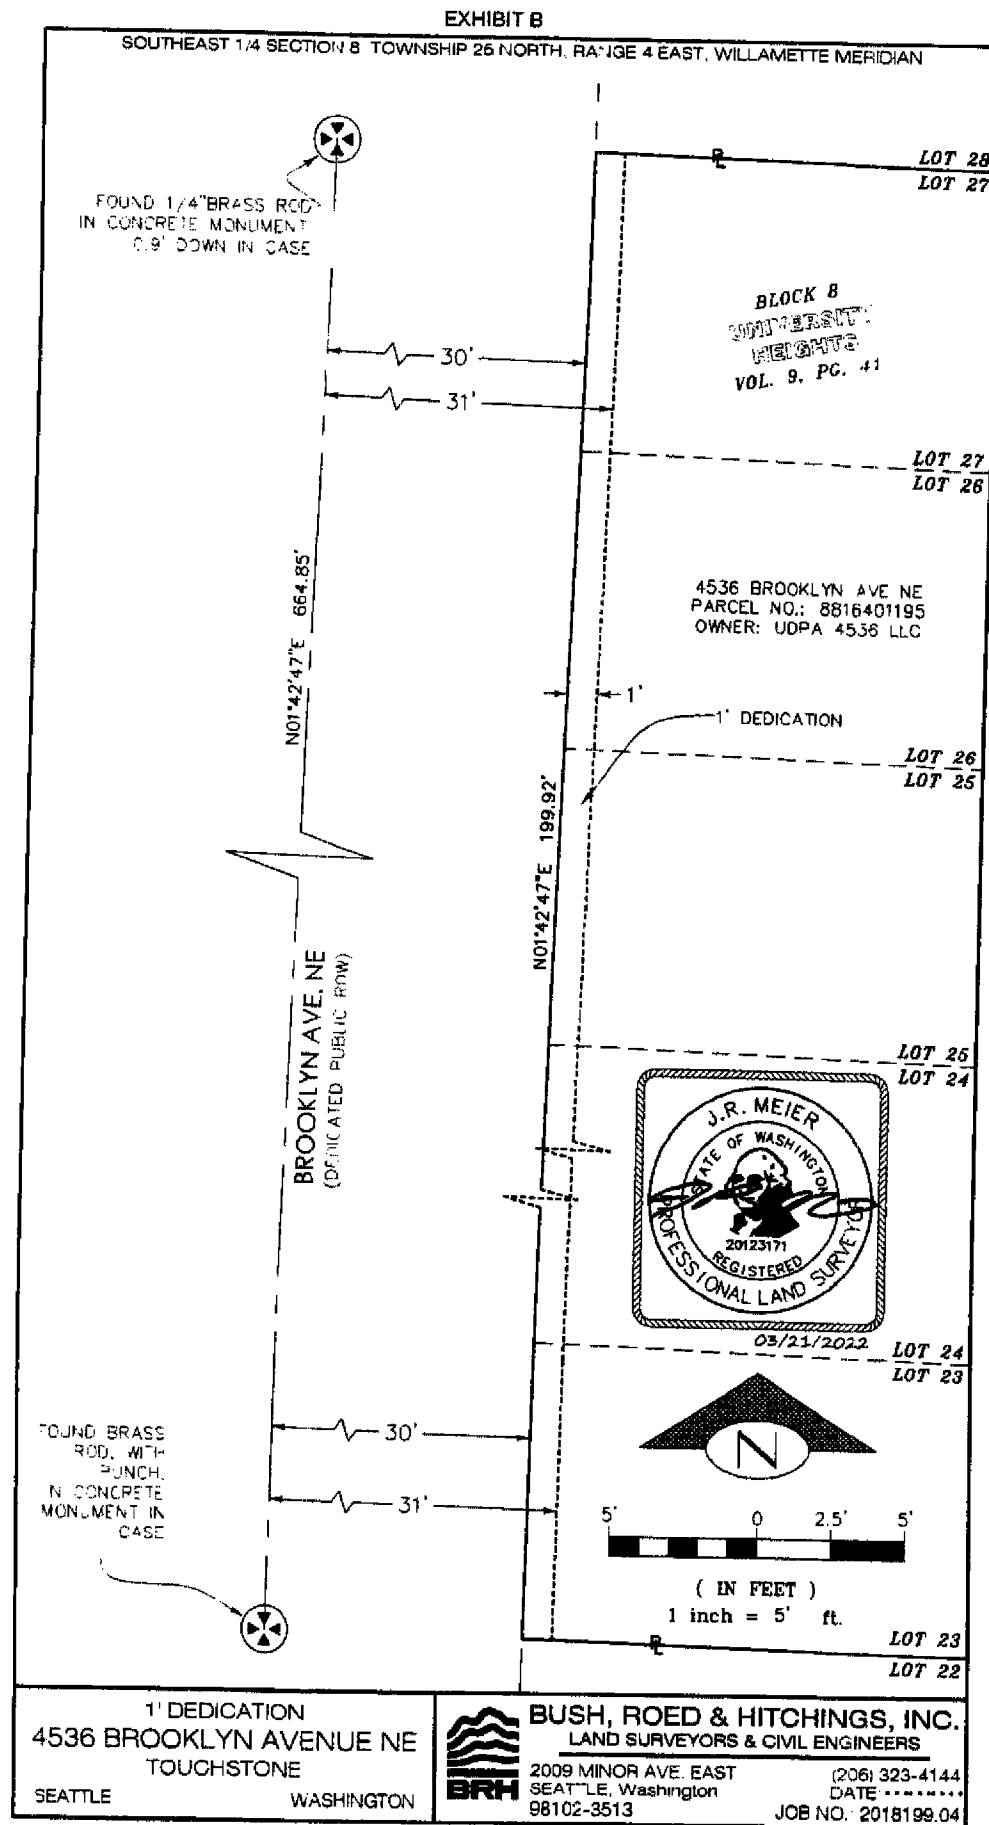 EXHIBIT B
SOUTHEAST 1/4 SECTION 8 TOWNSHIP 25 NORTH, RANGE 4 EAST, WILLAMETTE MERIDIAN
FOUND 1/4" BRASS ROD
IN CONCRETE MONUMENT
0.9' DOWN IN CASE
LOT 28
LOT 27
BLOCK 8
UNIVERSITY
HEIGHTS
VOL. 9, PG. 41
30'
31'
LOT 27
LOT 26
N01°42'47"E 664.85'
4536 BROOKLYN AVE NE
PARCEL NO.: 8816401195
OWNER: UDPA 4536 LLC
1'
1' DEDICATION
LOT 26
LOT 25
N01°42'47"E 199.92'
BROOKLYN AVE. NE
(DEDICATED PUBLIC ROW)
LOT 25
LOT 24
J.R. MEIER
STATE OF WASHINGTON
20123171
REGISTERED
PROFESSIONAL LAND SURVEYOR
03/21/2022
LOT 24
LOT 23
FOUND BRASS
ROD, WITH
PUNCH,
IN CONCRETE
MONUMENT IN
CASE
30'
31'
N
5' 0 2.5' 5'
( IN FEET )
1 inch = 5' ft.
LOT 23
LOT 22
1' DEDICATION
4536 BROOKLYN AVENUE NE
TOUCHSTONE
SEATTLE WASHINGTON
BRH
BUSH, ROED & HITCHINGS, INC.
LAND SURVEYORS & CIVIL ENGINEERS
2009 MINOR AVE. EAST (206) 323-4144
SEATTLE, Washington DATE
98102-3513 JOB NO.: 2018199.04